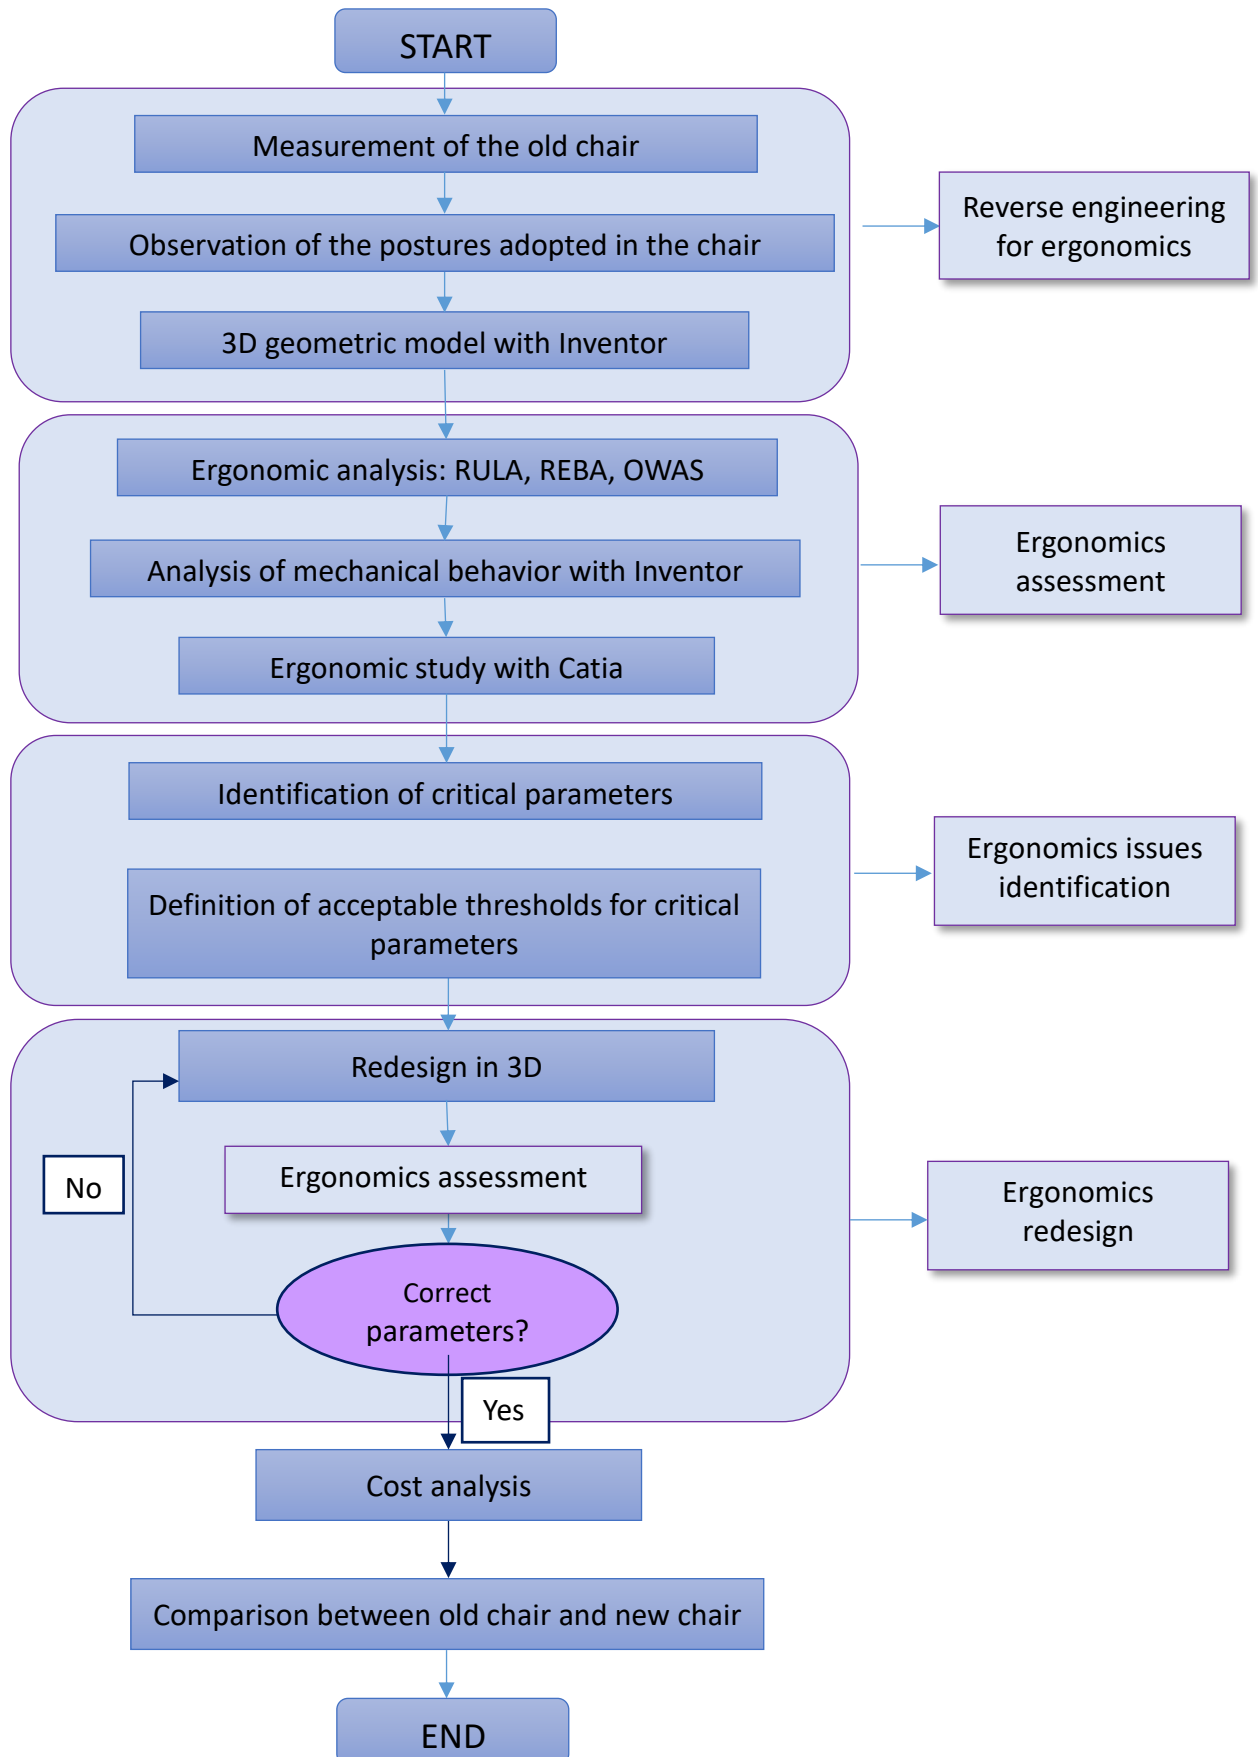 START
Measurement of the old chair
Observation of the postures adopted in the chair
3D geometric model with Inventor
Reverse engineering
for ergonomics
Ergonomic analysis: RULA, REBA, OWAS
Analysis of mechanical behavior with Inventor
Ergonomic study with Catia
Ergonomics
assessment
Identification of critical parameters
Definition of acceptable thresholds for critical
parameters
Ergonomics issues
identification
Redesign in 3D
Ergonomics assessment
No
Correct
parameters?
Yes
Ergonomics
redesign
Cost analysis
Comparison between old chair and new chair
END